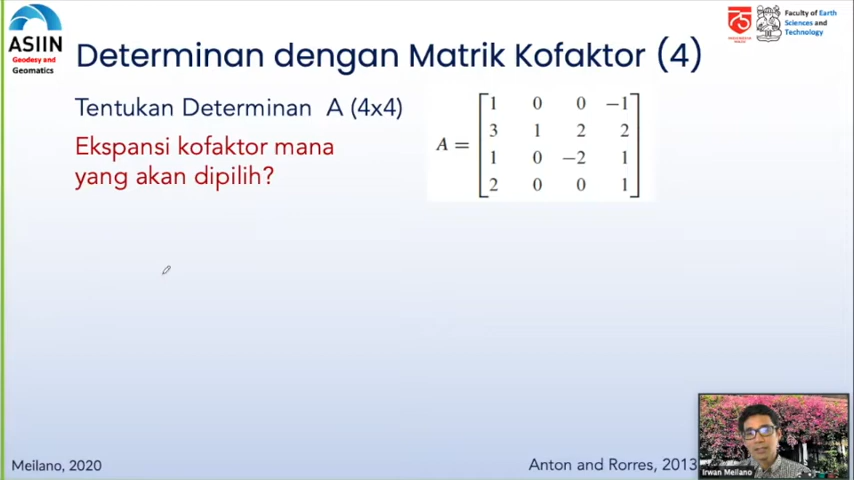 ASIIN
Geodesy and
Geomatics
Determinan dengan Matrik Kofaktor (4)
Faculty of Earth
Sciences and
Technology
Tentukan Determinan A (4x4)
Ekspansi kofaktor mana
yang akan dipilih?
A =
1 0 0 −1
3 1 2 2
1 0 −2 1
2 0 0 1
Meilano, 2020
Anton and Rorres, 2013
Irwan Meilano